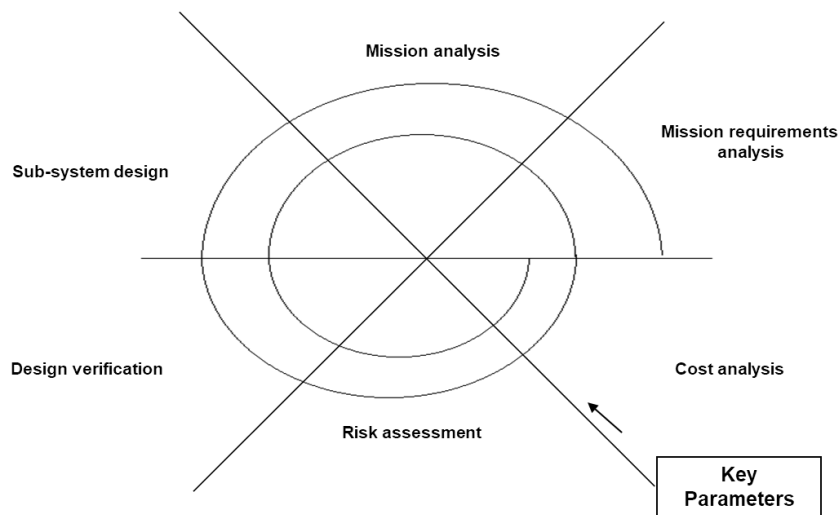 Mission analysis
Mission requirements
analysis
Sub-system design
Design verification
Cost analysis
Risk assessment
Key
Parameters